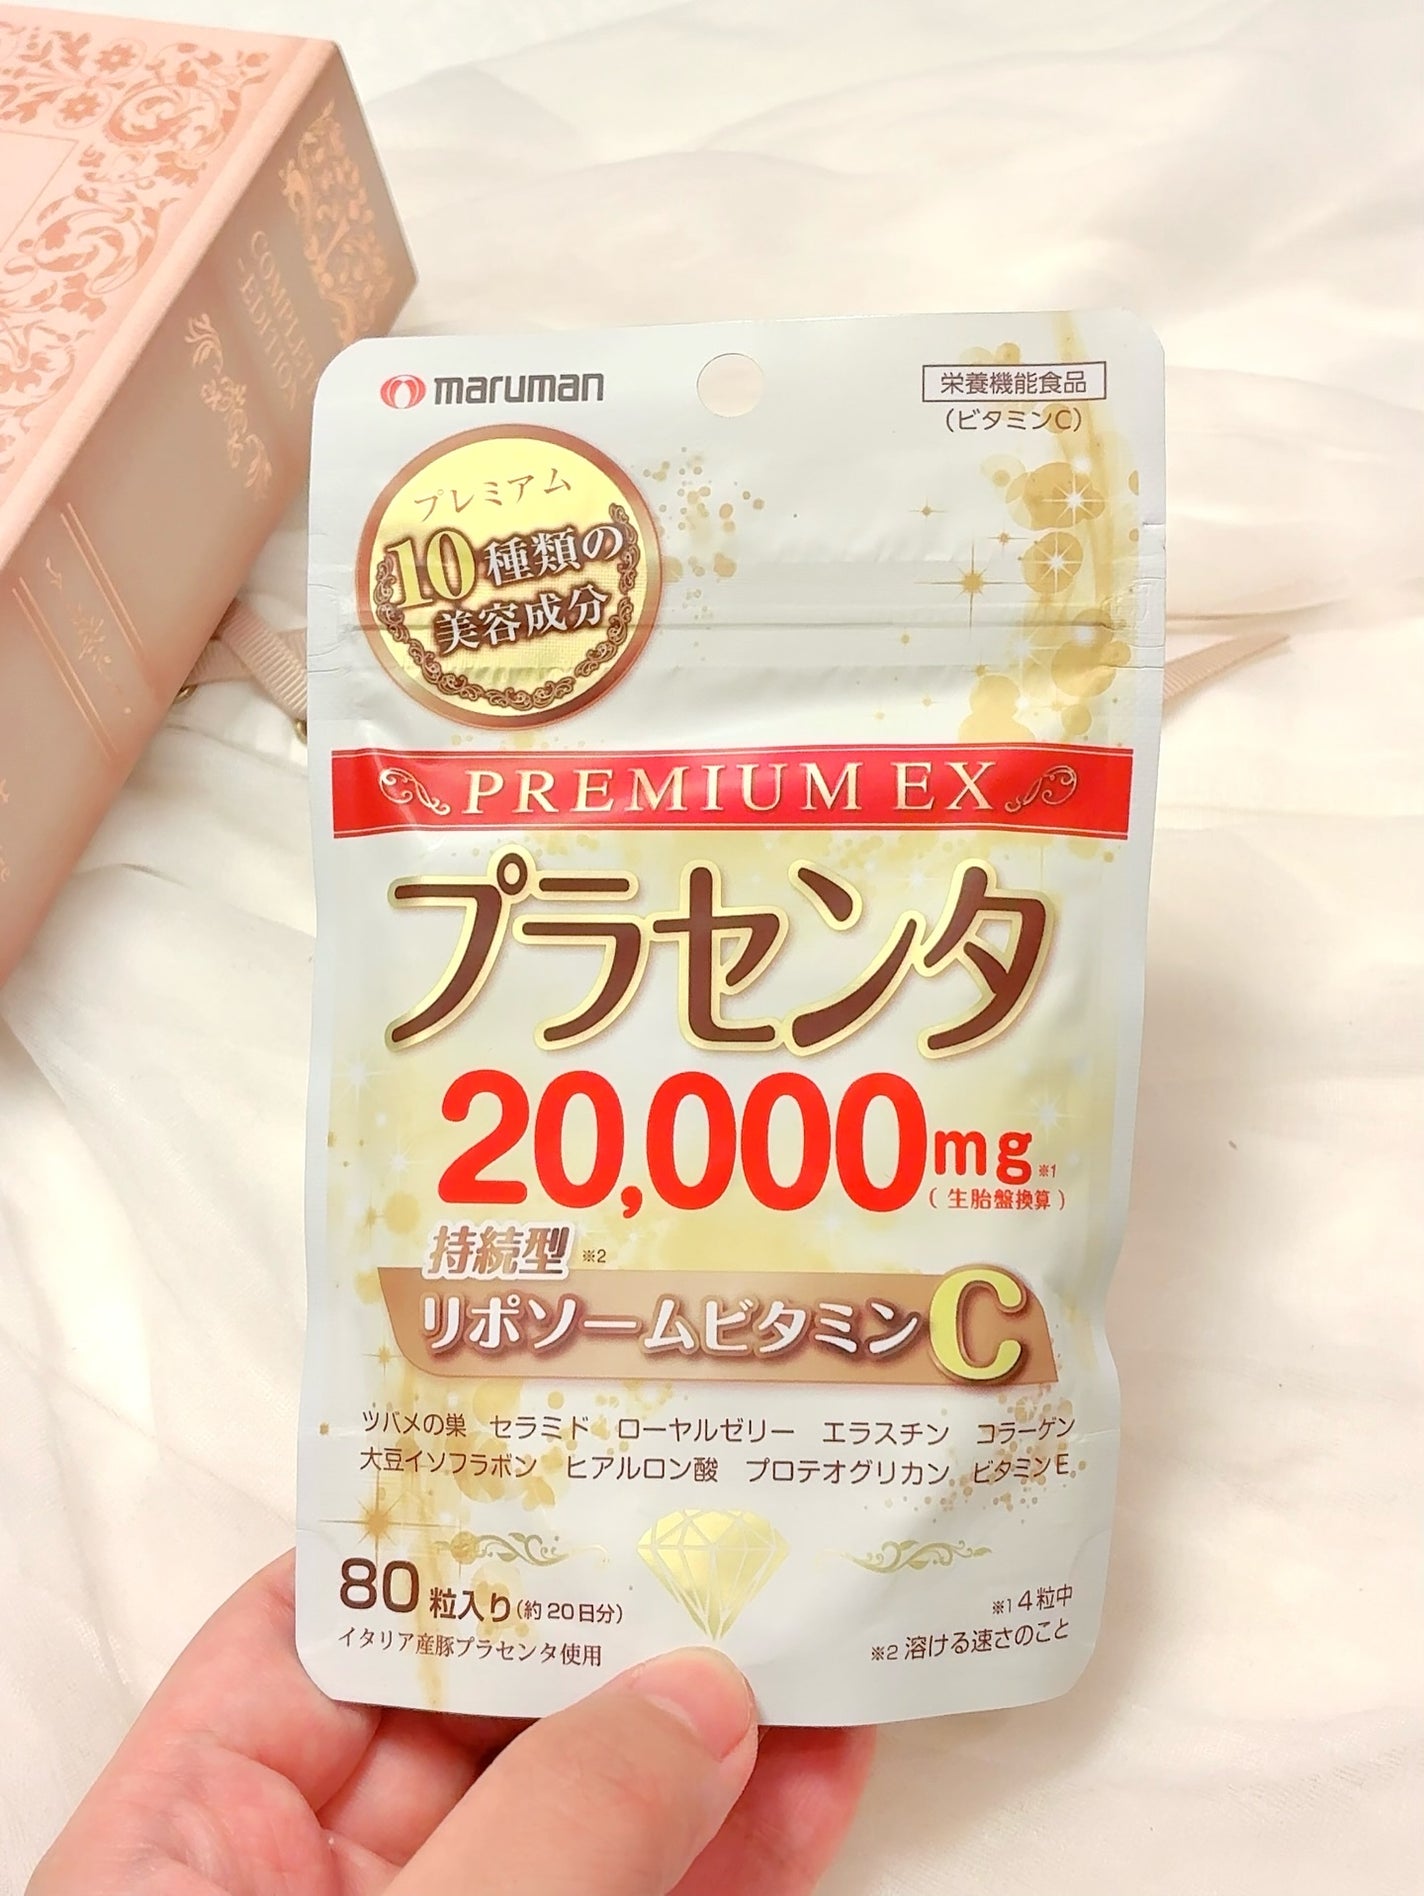 COMPLETE
-EDITION-
maruman
栄養機能食品
(ビタミンC)
プレミアム
10種類の
美容成分
PREMIUM EX
プラセンタ
20,000mg※1
(生胎盤換算)
持続型※2
リポソームビタミンC
ツバメの巣 セラミド ローヤルゼリー エラスチン コラーゲン
大豆イソフラボン ヒアルロン酸 プロテオグリカン ビタミンE
80粒入り(約20日分)
イタリア産豚プラセンタ使用
※14粒中
※2溶ける速さのこと